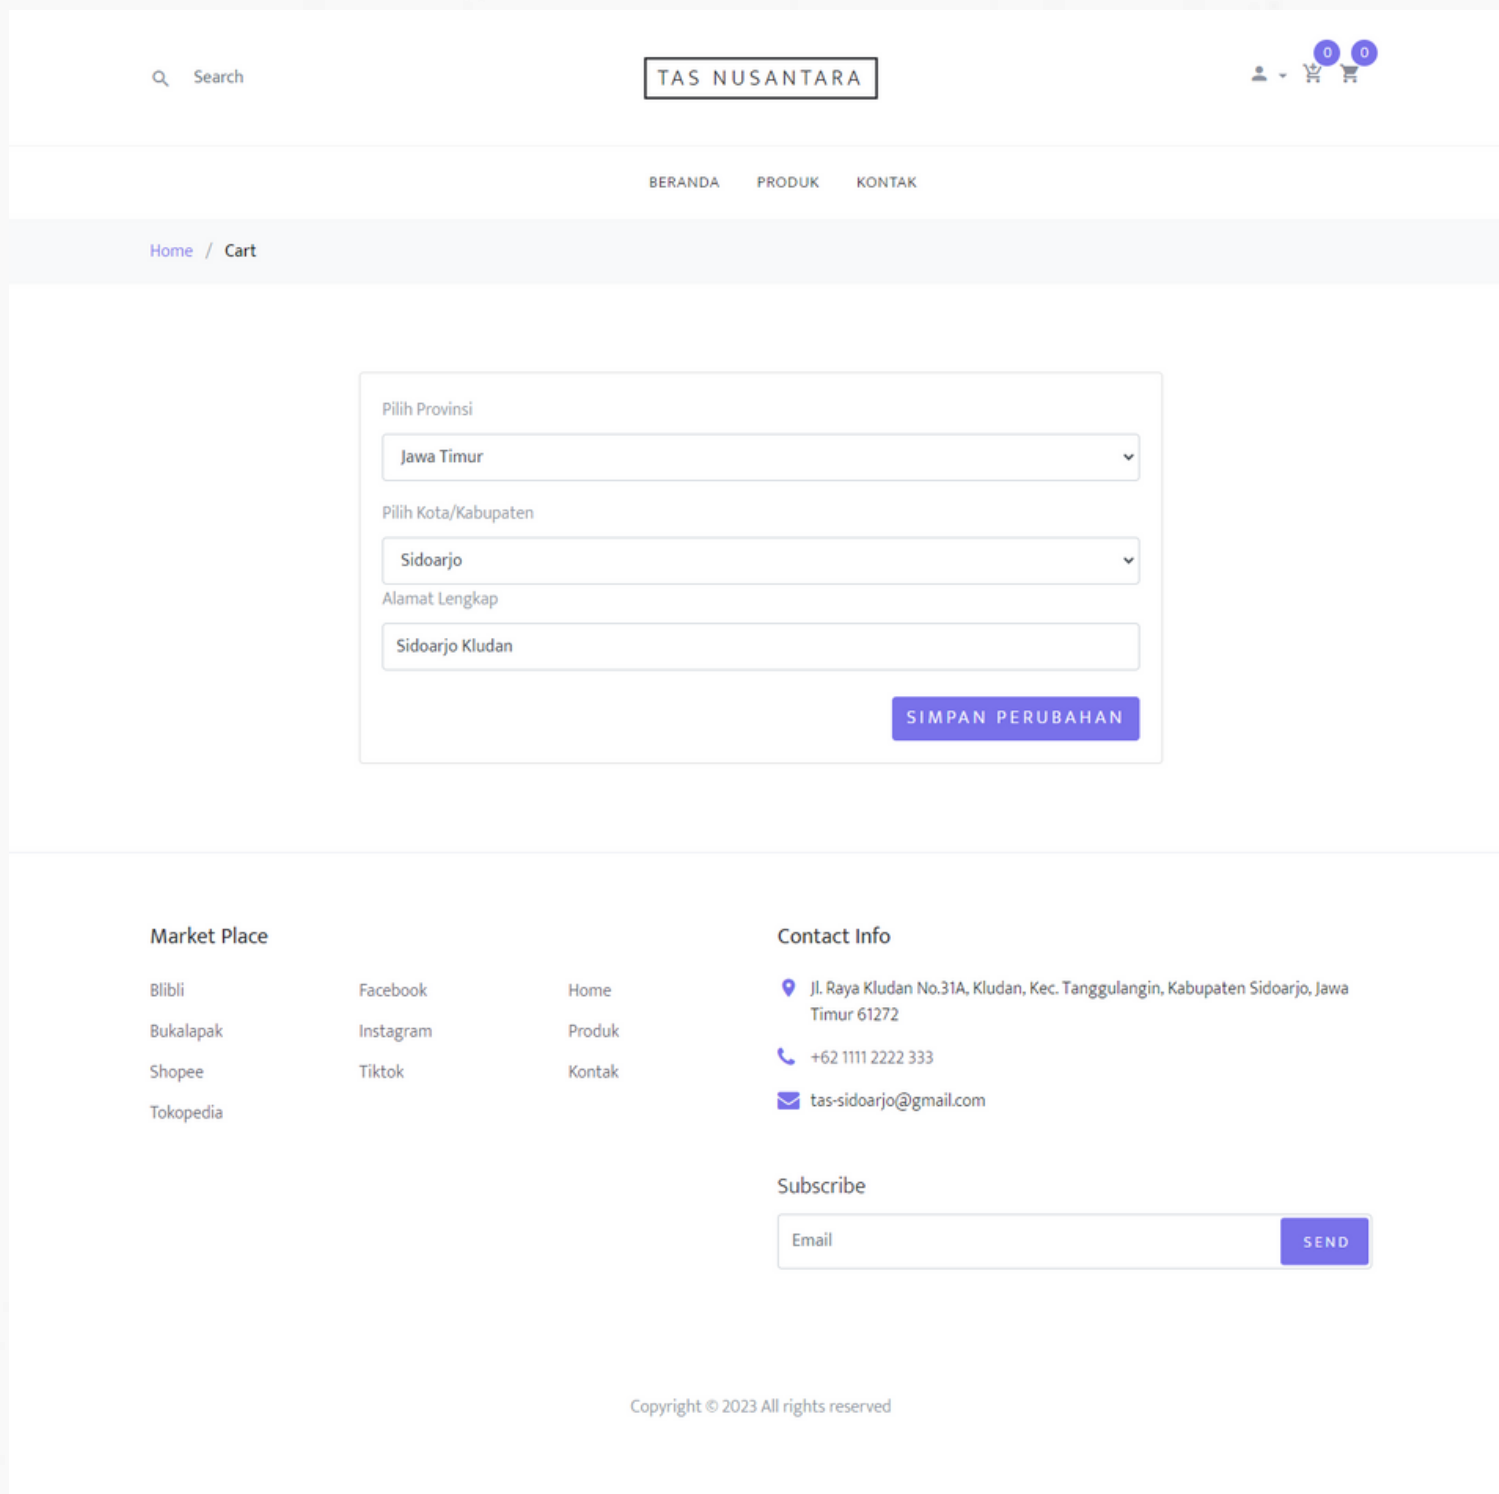 Search
TAS NUSANTARA
0 0
BERANDA PRODUK KONTAK
Home / Cart
Pilih Provinsi
Jawa Timur
Pilih Kota/Kabupaten
Sidoarjo
Alamat Lengkap
Sidoarjo Kludan
SIMPAN PERUBAHAN
Market Place
Blibli
Bukalapak
Shopee
Tokopedia
Facebook
Instagram
Tiktok
Home
Produk
Kontak
Contact Info
Jl. Raya Kludan No.31A, Kludan, Kec. Tanggulangin, Kabupaten Sidoarjo, Jawa
Timur 61272
+62 1111 2222 333
tas-sidoarjo@gmail.com
Subscribe
Email
SEND
Copyright © 2023 All rights reserved